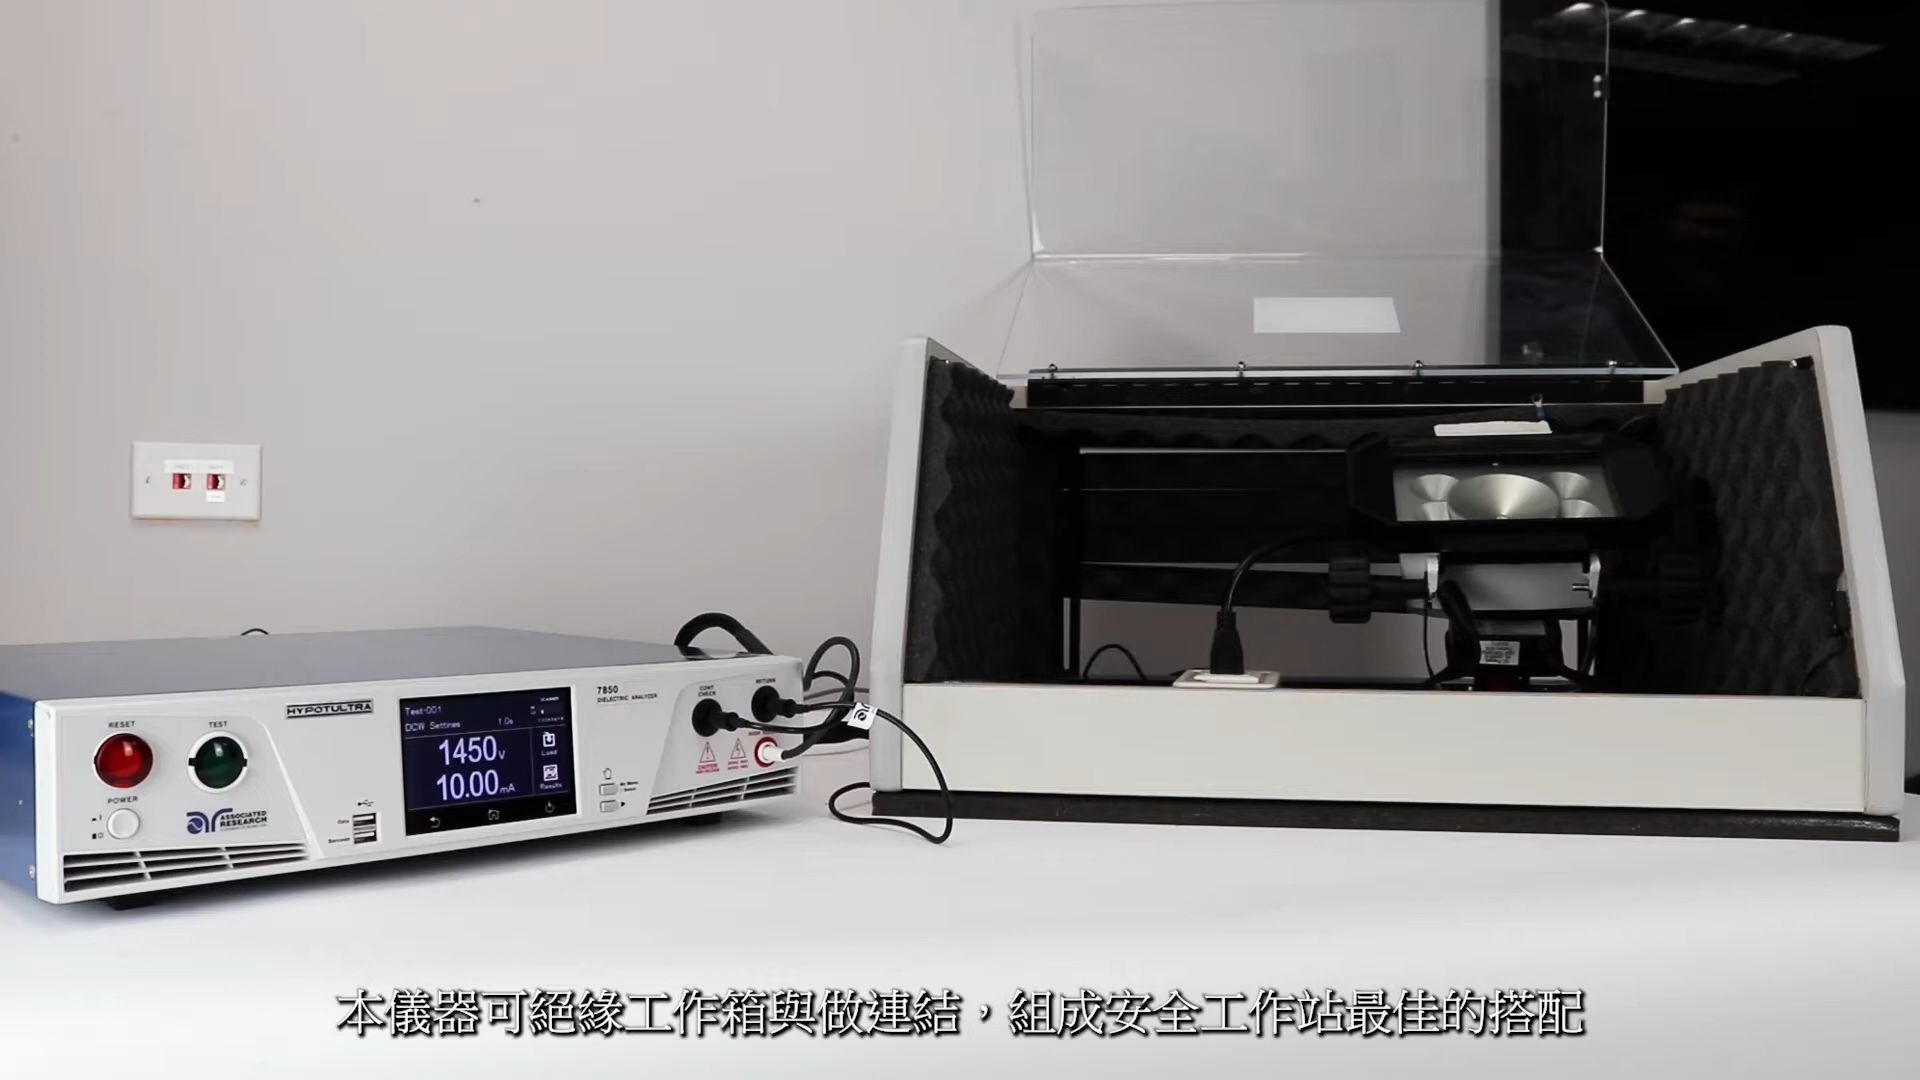 RESET
TEST
POWER
ASSOCIATED
RESEARCH
HYPOTULTRA
Test-001
DCW Settings 1.0s
1450V
10.00mA
Load
Results
7850
DIELECTRIC ANALYZER
CONT.
CHECK
RETURN
本儀器可絕緣工作箱與做連結，組成安全工作站最佳的搭配